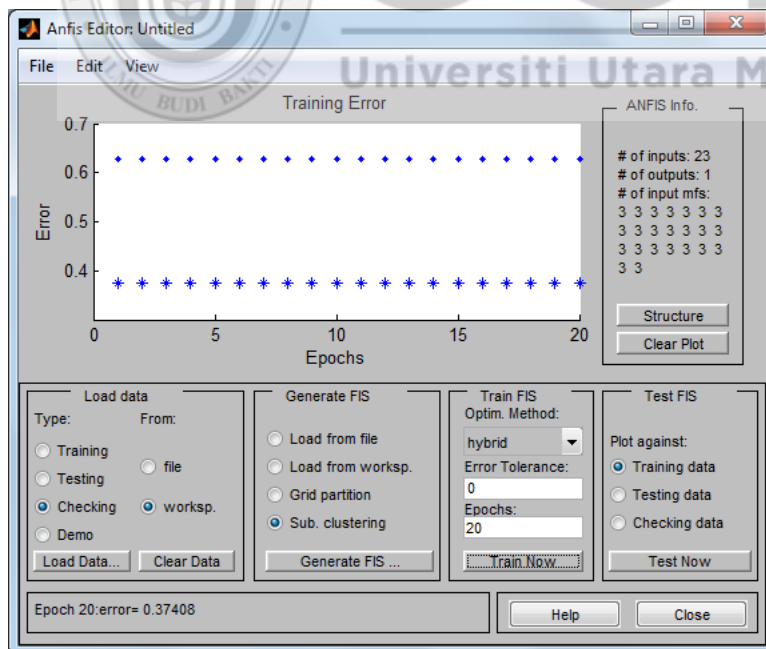 Anfis Editor: Untitled
File Edit View
Universiti Utara M
ILMU BUDI BAKTI
Training Error
0.7
0.6
0.5
0.4
Error
0 5 10 15 20
Epochs
ANFIS Info.
# of inputs: 23
# of outputs: 1
# of input mfs:
3 3 3 3 3 3 3
3 3 3 3 3 3 3
3 3 3 3 3 3 3
3 3
Structure
Clear Plot
Load data
Type: From:
Training
Testing
Checking
Demo
file
worksp.
Load Data... Clear Data
Generate FIS
Load from file
Load from worksp.
Grid partition
Sub. clustering
Generate FIS ...
Train FIS
Optim. Method:
hybrid
Error Tolerance:
0
Epochs:
20
Train Now
Test FIS
Plot against:
Training data
Testing data
Checking data
Test Now
Epoch 20:error= 0.37408
Help Close